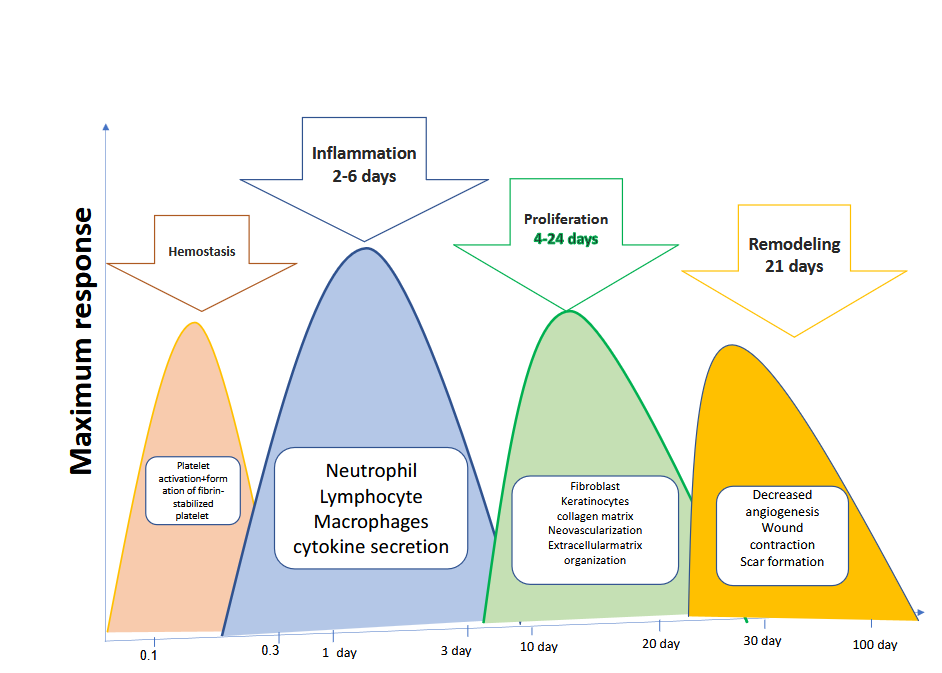 Maximum response
Hemostasis
Inflammation
2-6 days
Proliferation
4-24 days
Remodeling
21 days
Platelet
activation+form
ation of fibrin-
stabilized
platelet
Neutrophil
Lymphocyte
Macrophages
cytokine secretion
Fibroblast
Keratinocytes
collagen matrix
Neovascularization
Extracellularmatrix
organization
Decreased
angiogenesis
Wound
contraction
Scar formation
0.1
0.3
1 day
3 day
10 day
20 day
30 day
100 day